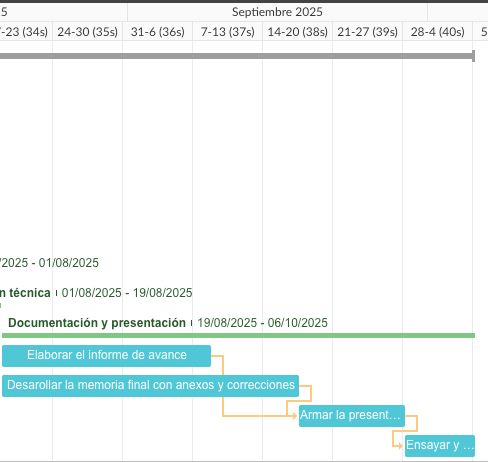 5
Septiembre 2025
-23 (34s)
24-30 (35s)
31-6 (36s)
7-13 (37s)
14-20 (38s)
21-27 (39s)
28-4 (40s)
5
/2025 - 01/08/2025
n técnica 01/08/2025 - 19/08/2025
Documentación y presentación 19/08/2025 - 06/10/2025
Elaborar el informe de avance
Desarollar la memoria final con anexos y correcciones
Armar la present…
Ensayar y …